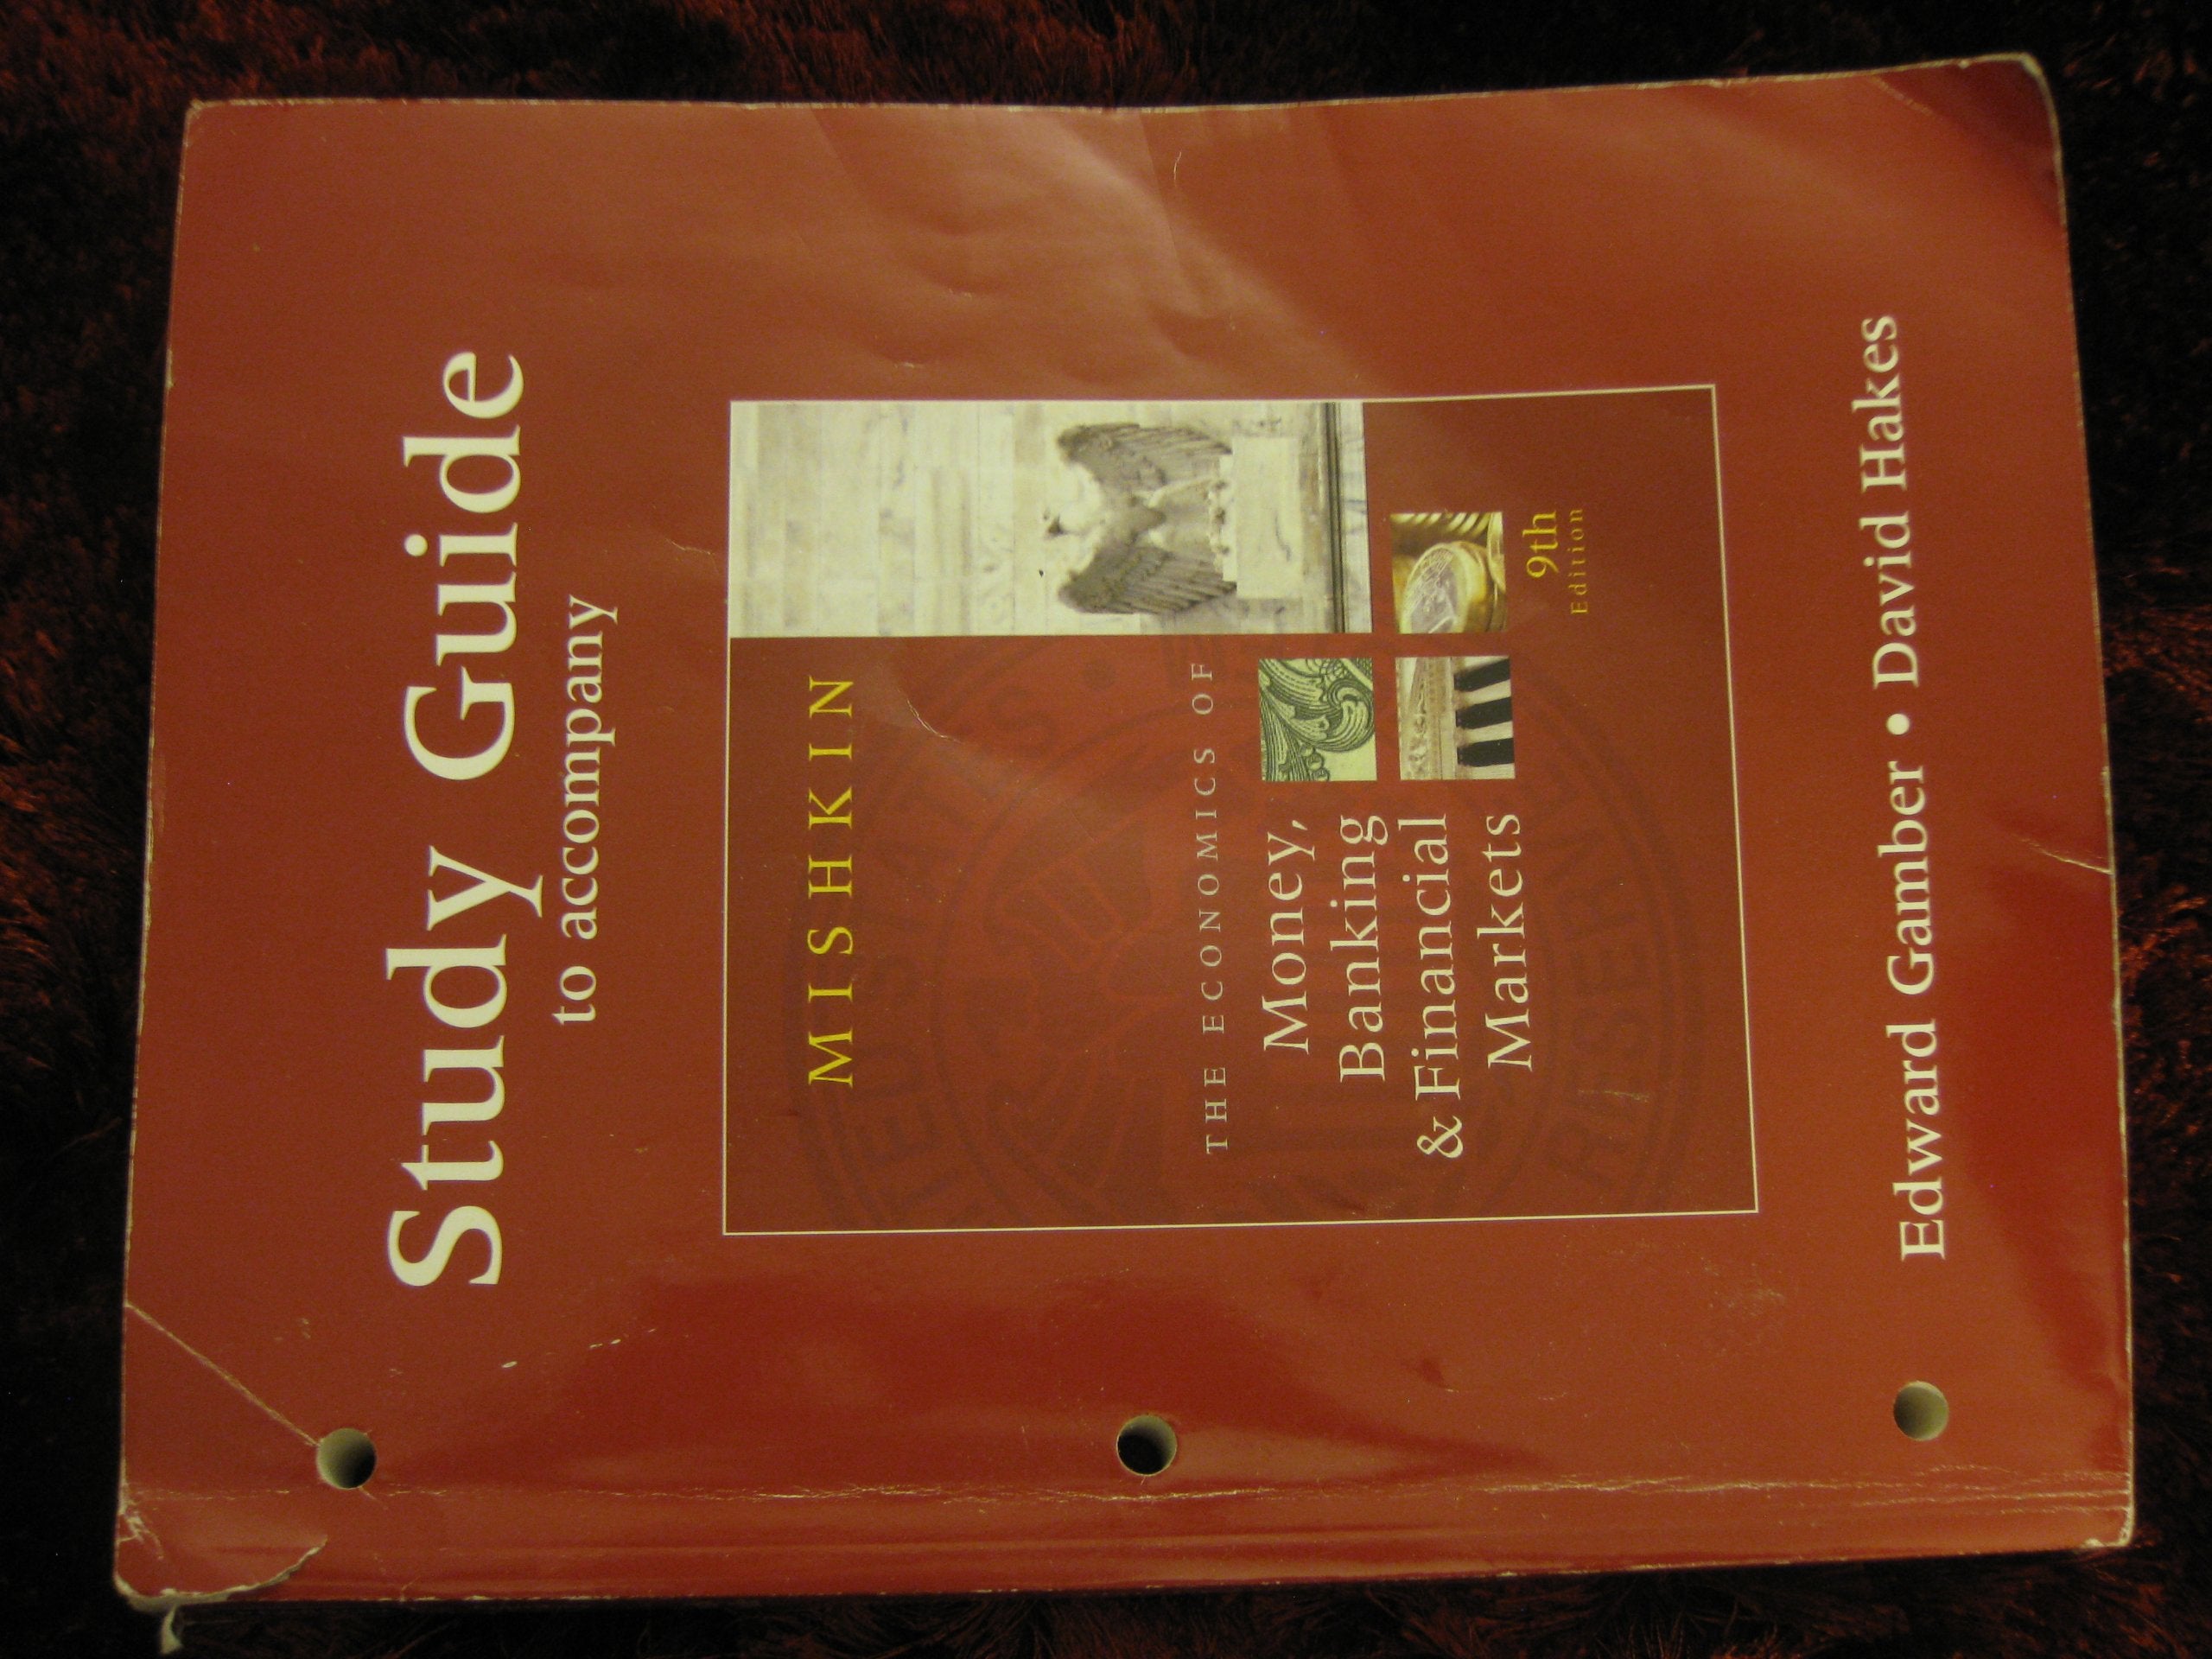 Study Guide
to accompany
MISHKIN
THE ECONOMICS OF
Money,
Banking
& Financial
Markets
9th
Edition
Edward Gamber • David Hakes